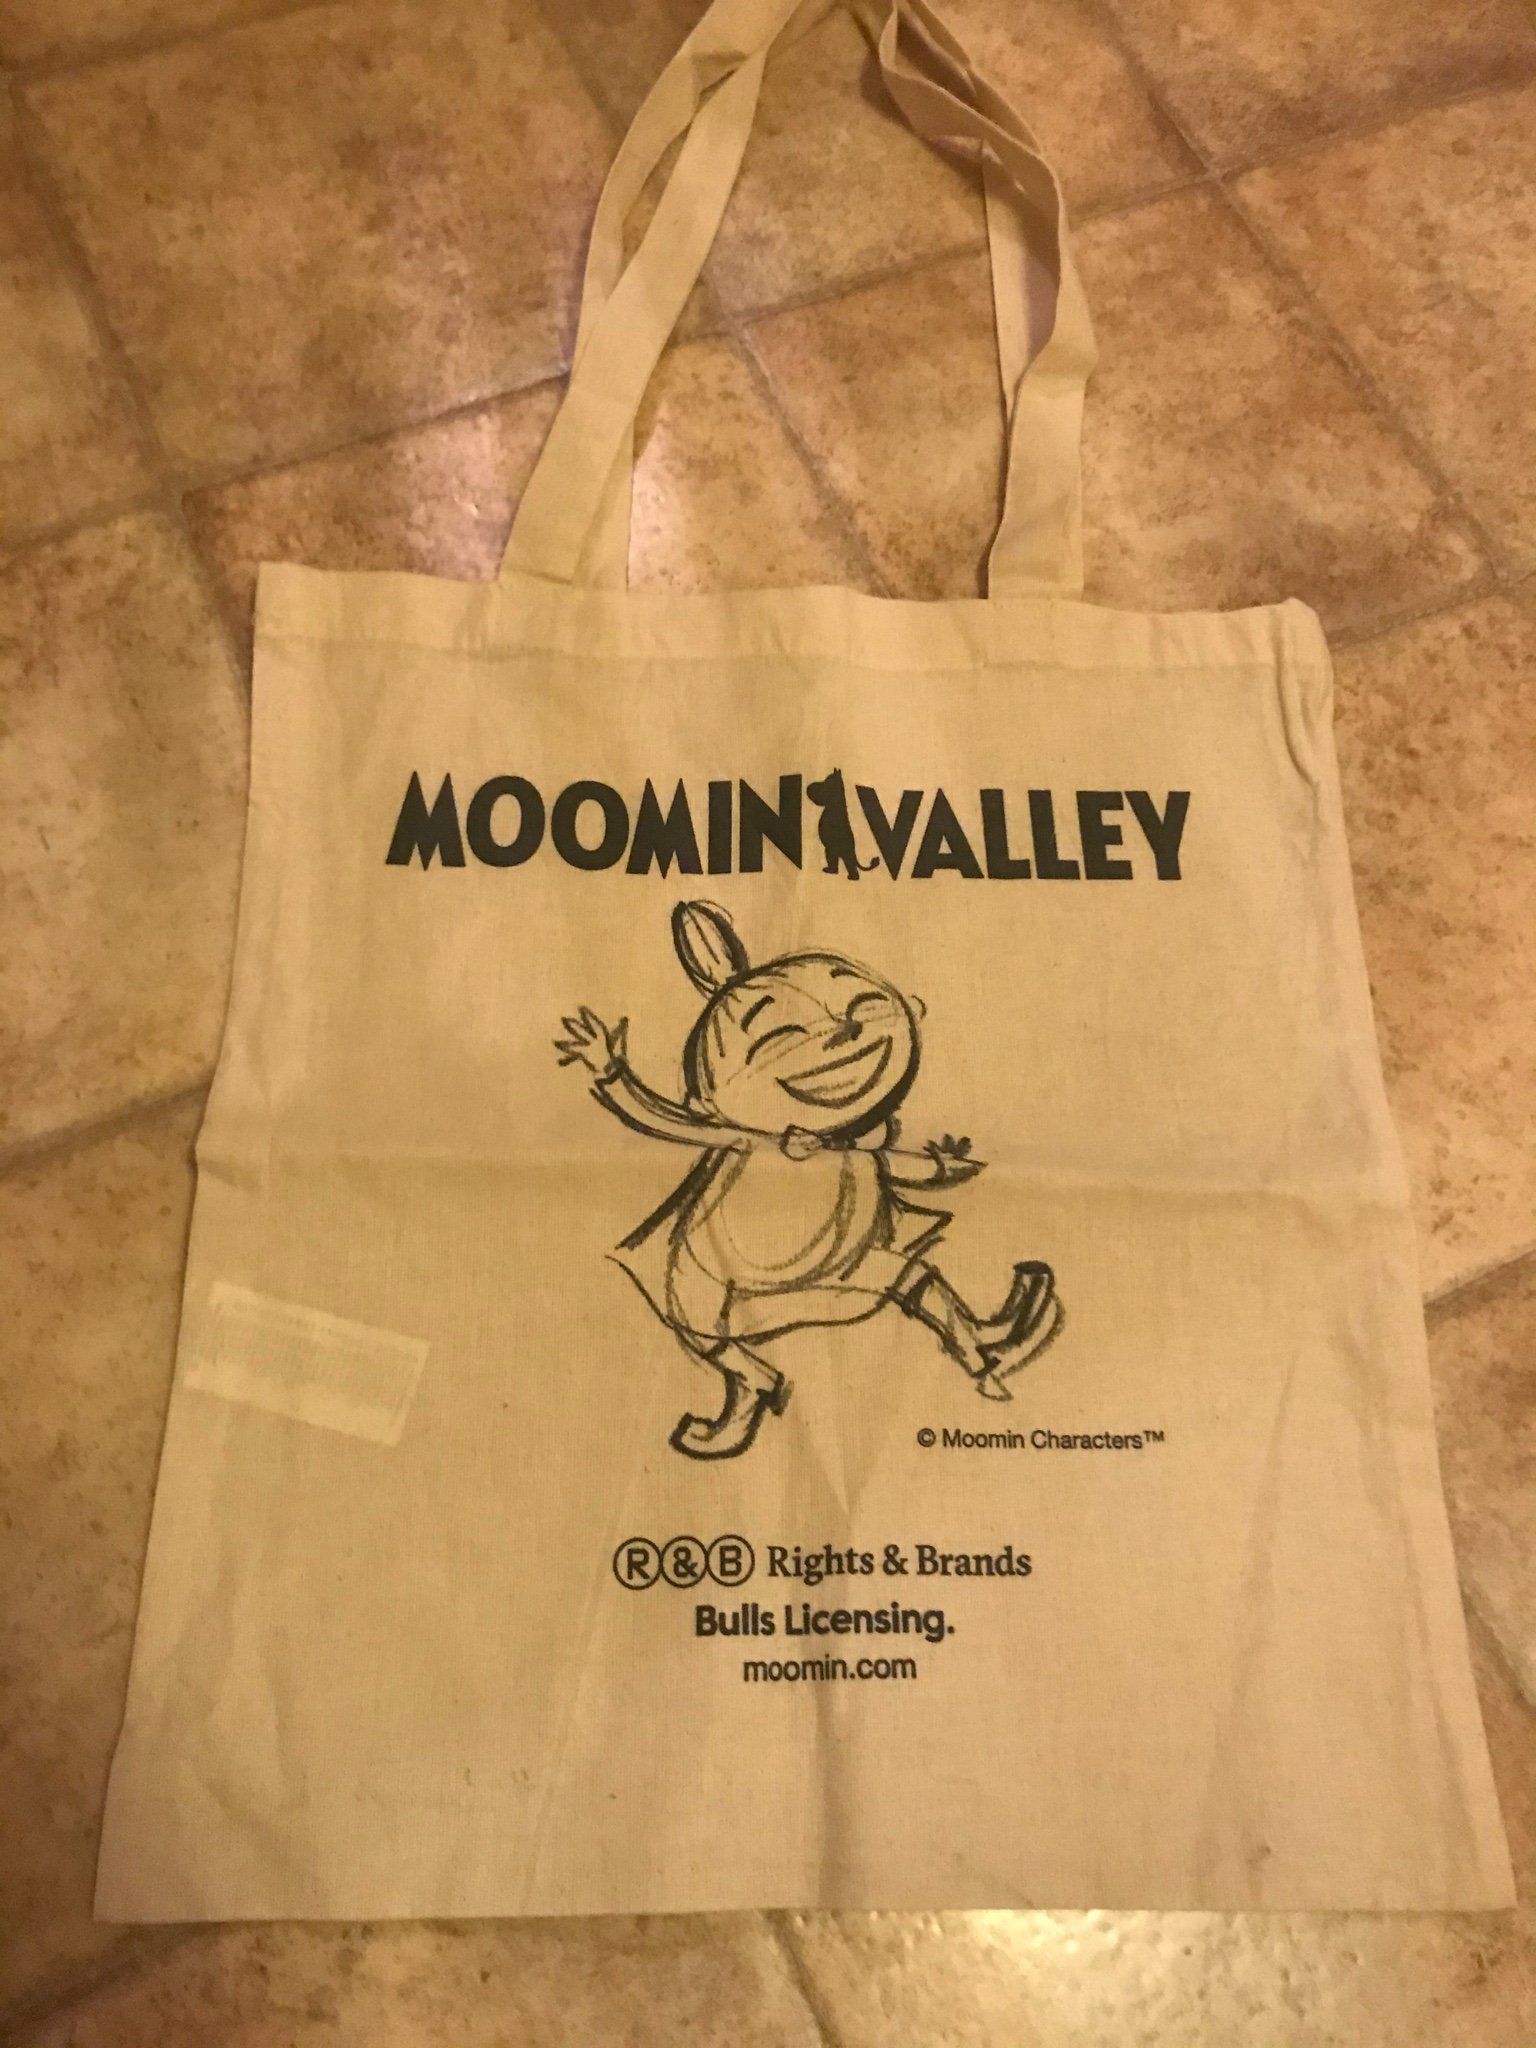 MOOMINVALLEY
© Moomin Characters™
R&B Rights & Brands
Bulls Licensing.
moomin.com